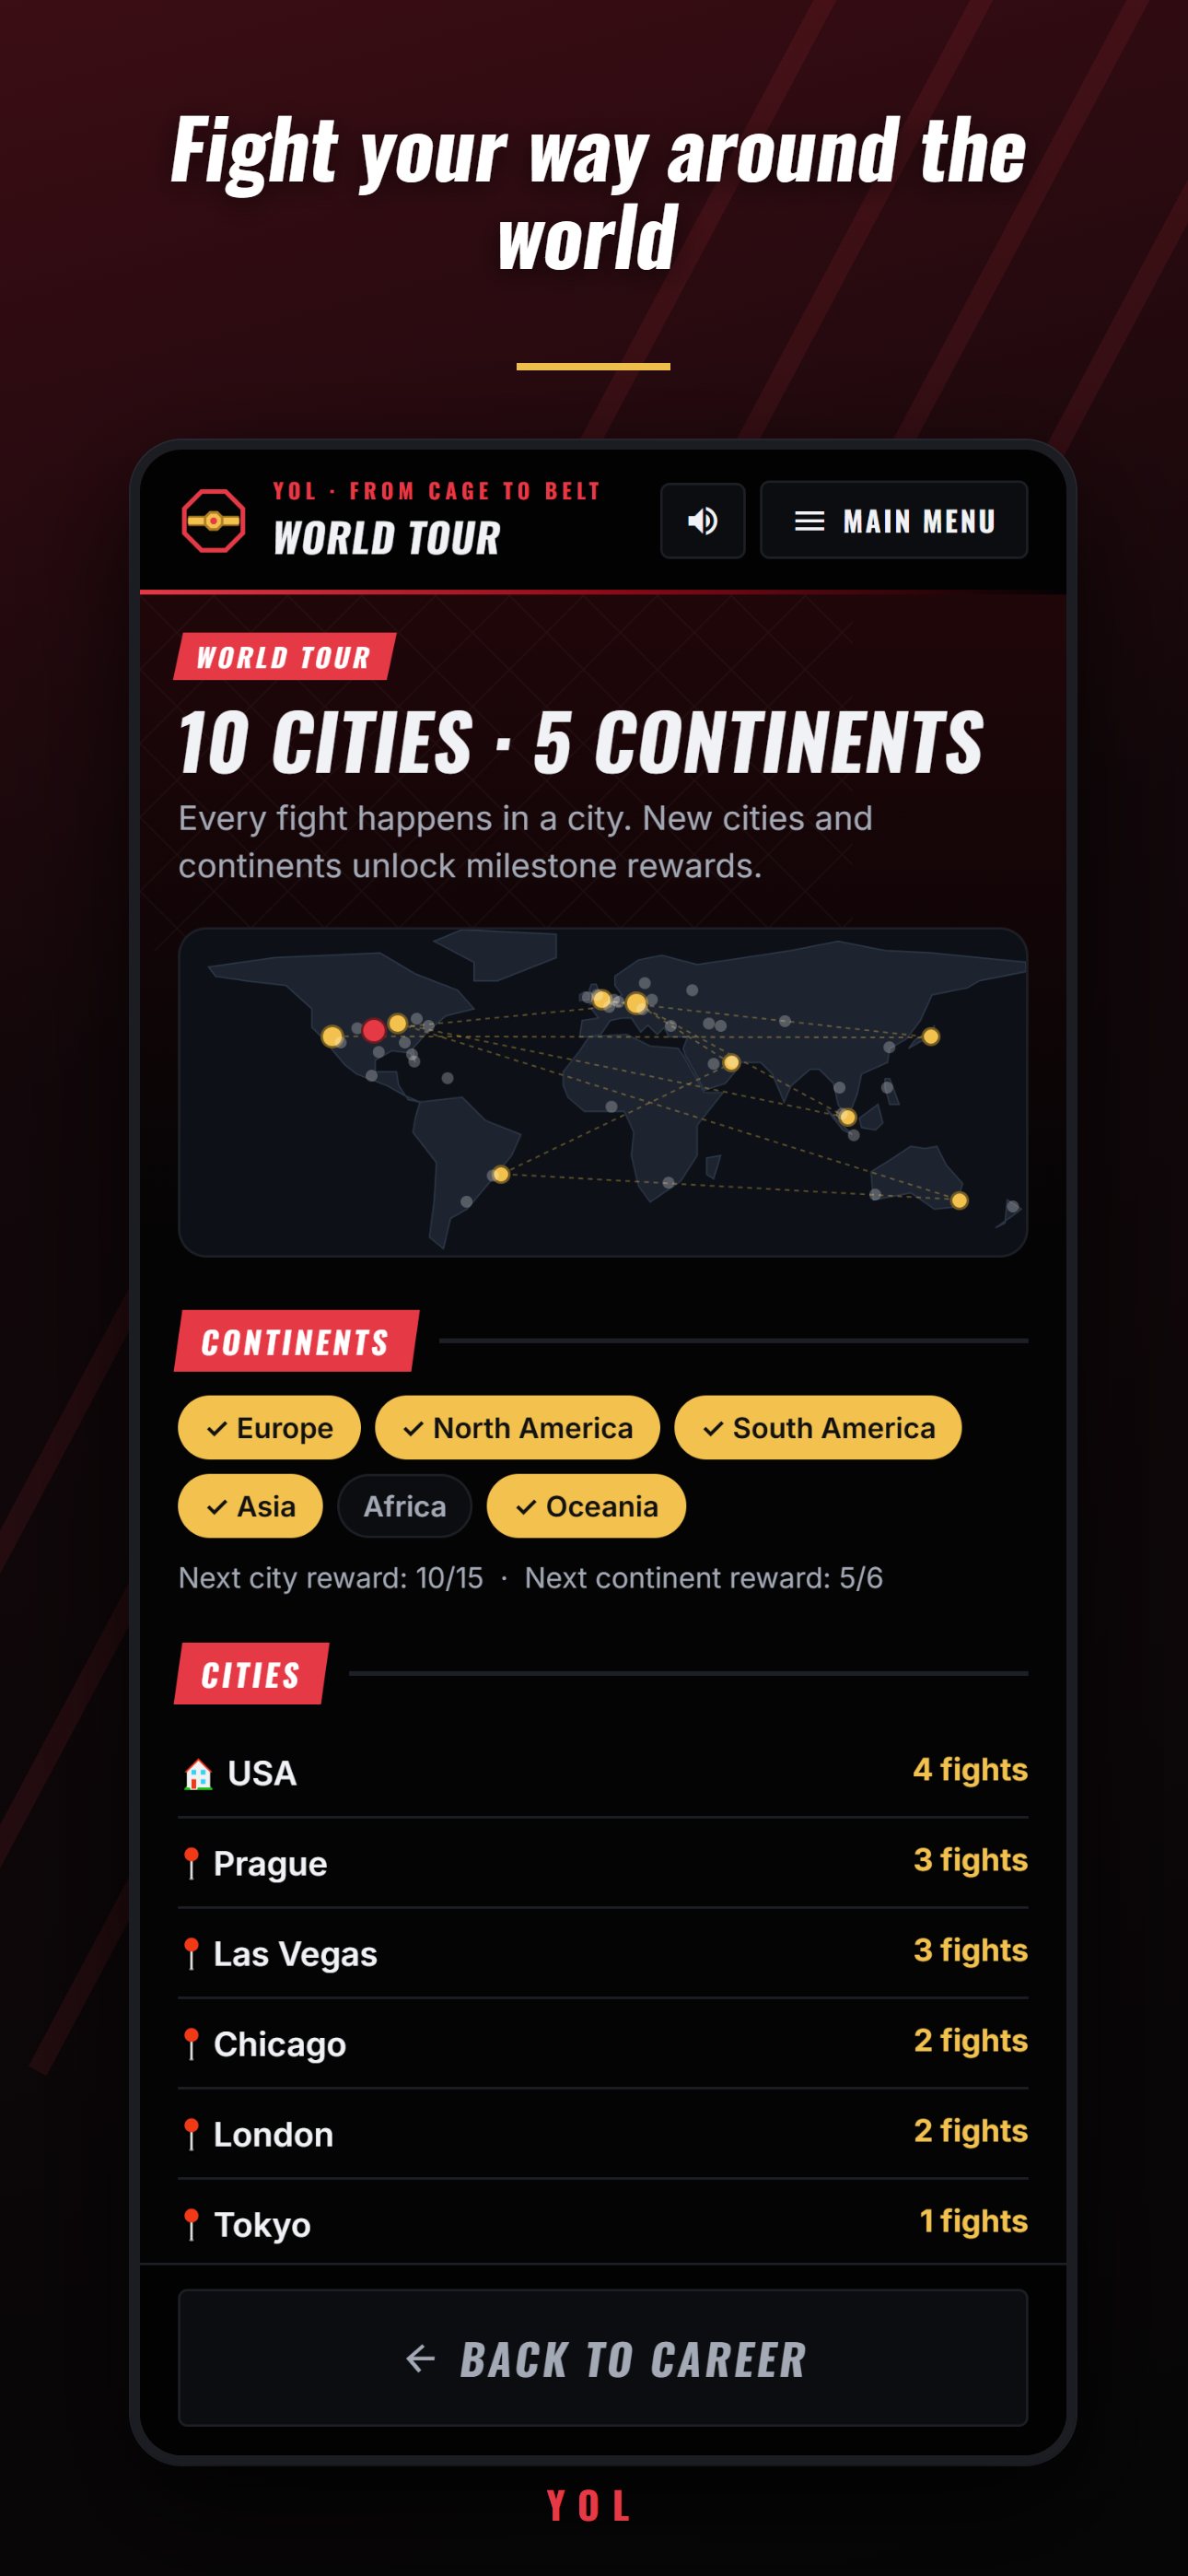 Fight your way around the
world
YOL · FROM CAGE TO BELT
WORLD TOUR
MAIN MENU
WORLD TOUR
10 CITIES · 5 CONTINENTS
Every fight happens in a city. New cities and
continents unlock milestone rewards.
CONTINENTS
✓ Europe
✓ North America
✓ South America
✓ Asia
Africa
✓ Oceania
Next city reward: 10/15 · Next continent reward: 5/6
CITIES
USA
4 fights
Prague
3 fights
Las Vegas
3 fights
Chicago
2 fights
London
2 fights
Tokyo
1 fights
← BACK TO CAREER
YOL